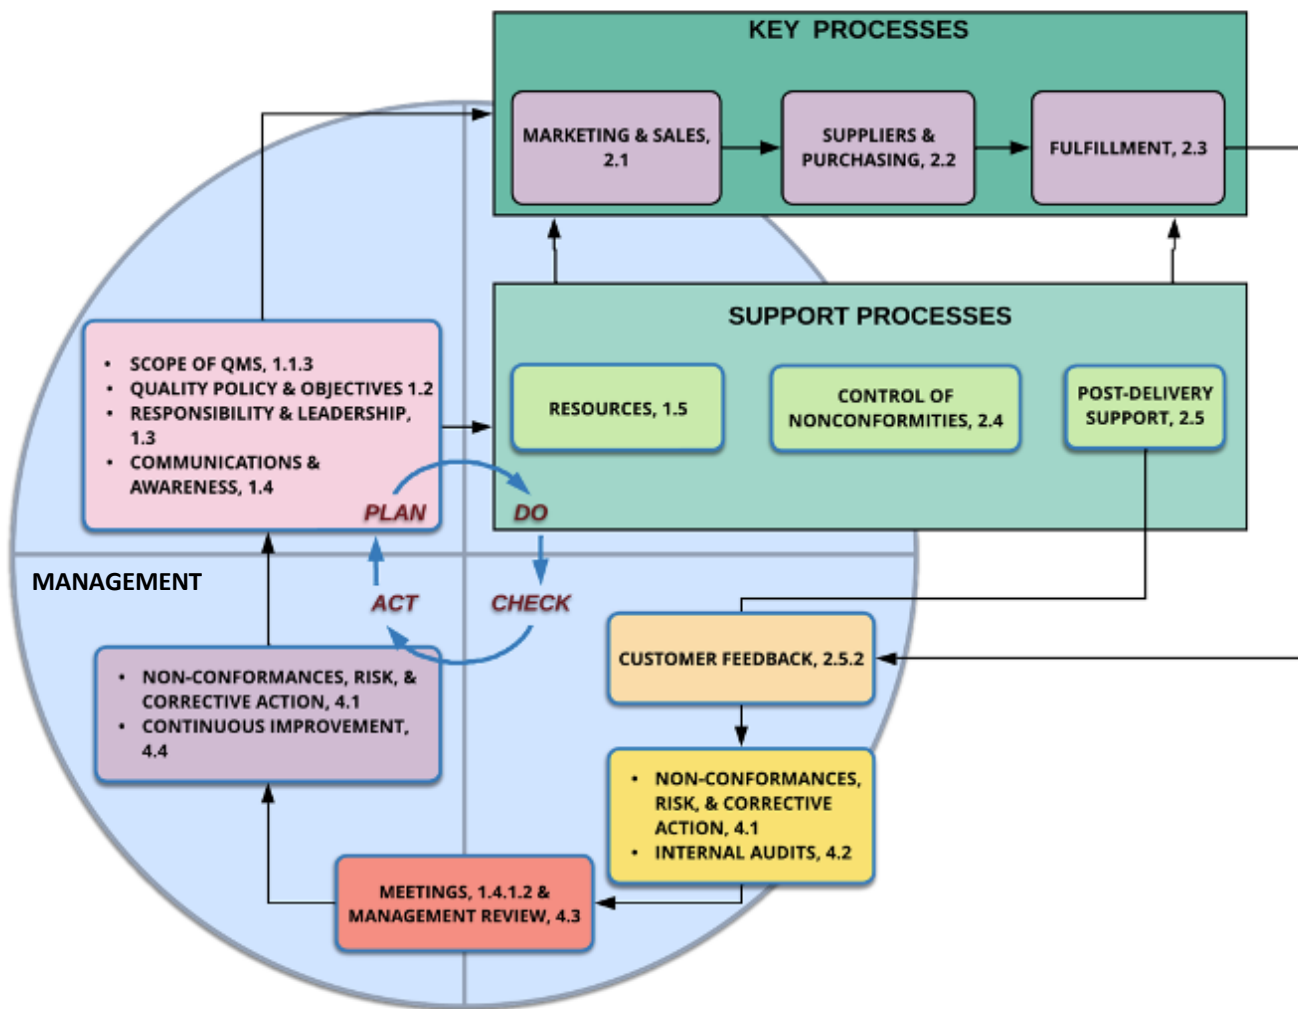 KEY PROCESSES
MARKETING & SALES,
2.1
SUPPLIERS &
PURCHASING, 2.2
FULFILLMENT, 2.3
SUPPORT PROCESSES
RESOURCES, 1.5
CONTROL OF
NONCONFORMITIES, 2.4
POST-DELIVERY
SUPPORT, 2.5
• SCOPE OF QMS, 1.1.3
• QUALITY POLICY & OBJECTIVES 1.2
• RESPONSIBILITY & LEADERSHIP,
1.3
• COMMUNICATIONS &
AWARENESS, 1.4
PLAN
DO
MANAGEMENT
ACT
CHECK
• NON-CONFORMANCES, RISK, &
CORRECTIVE ACTION, 4.1
• CONTINUOUS IMPROVEMENT,
4.4
CUSTOMER FEEDBACK, 2.5.2
• NON-CONFORMANCES,
RISK, & CORRECTIVE
ACTION, 4.1
• INTERNAL AUDITS, 4.2
MEETINGS, 1.4.1.2 &
MANAGEMENT REVIEW, 4.3